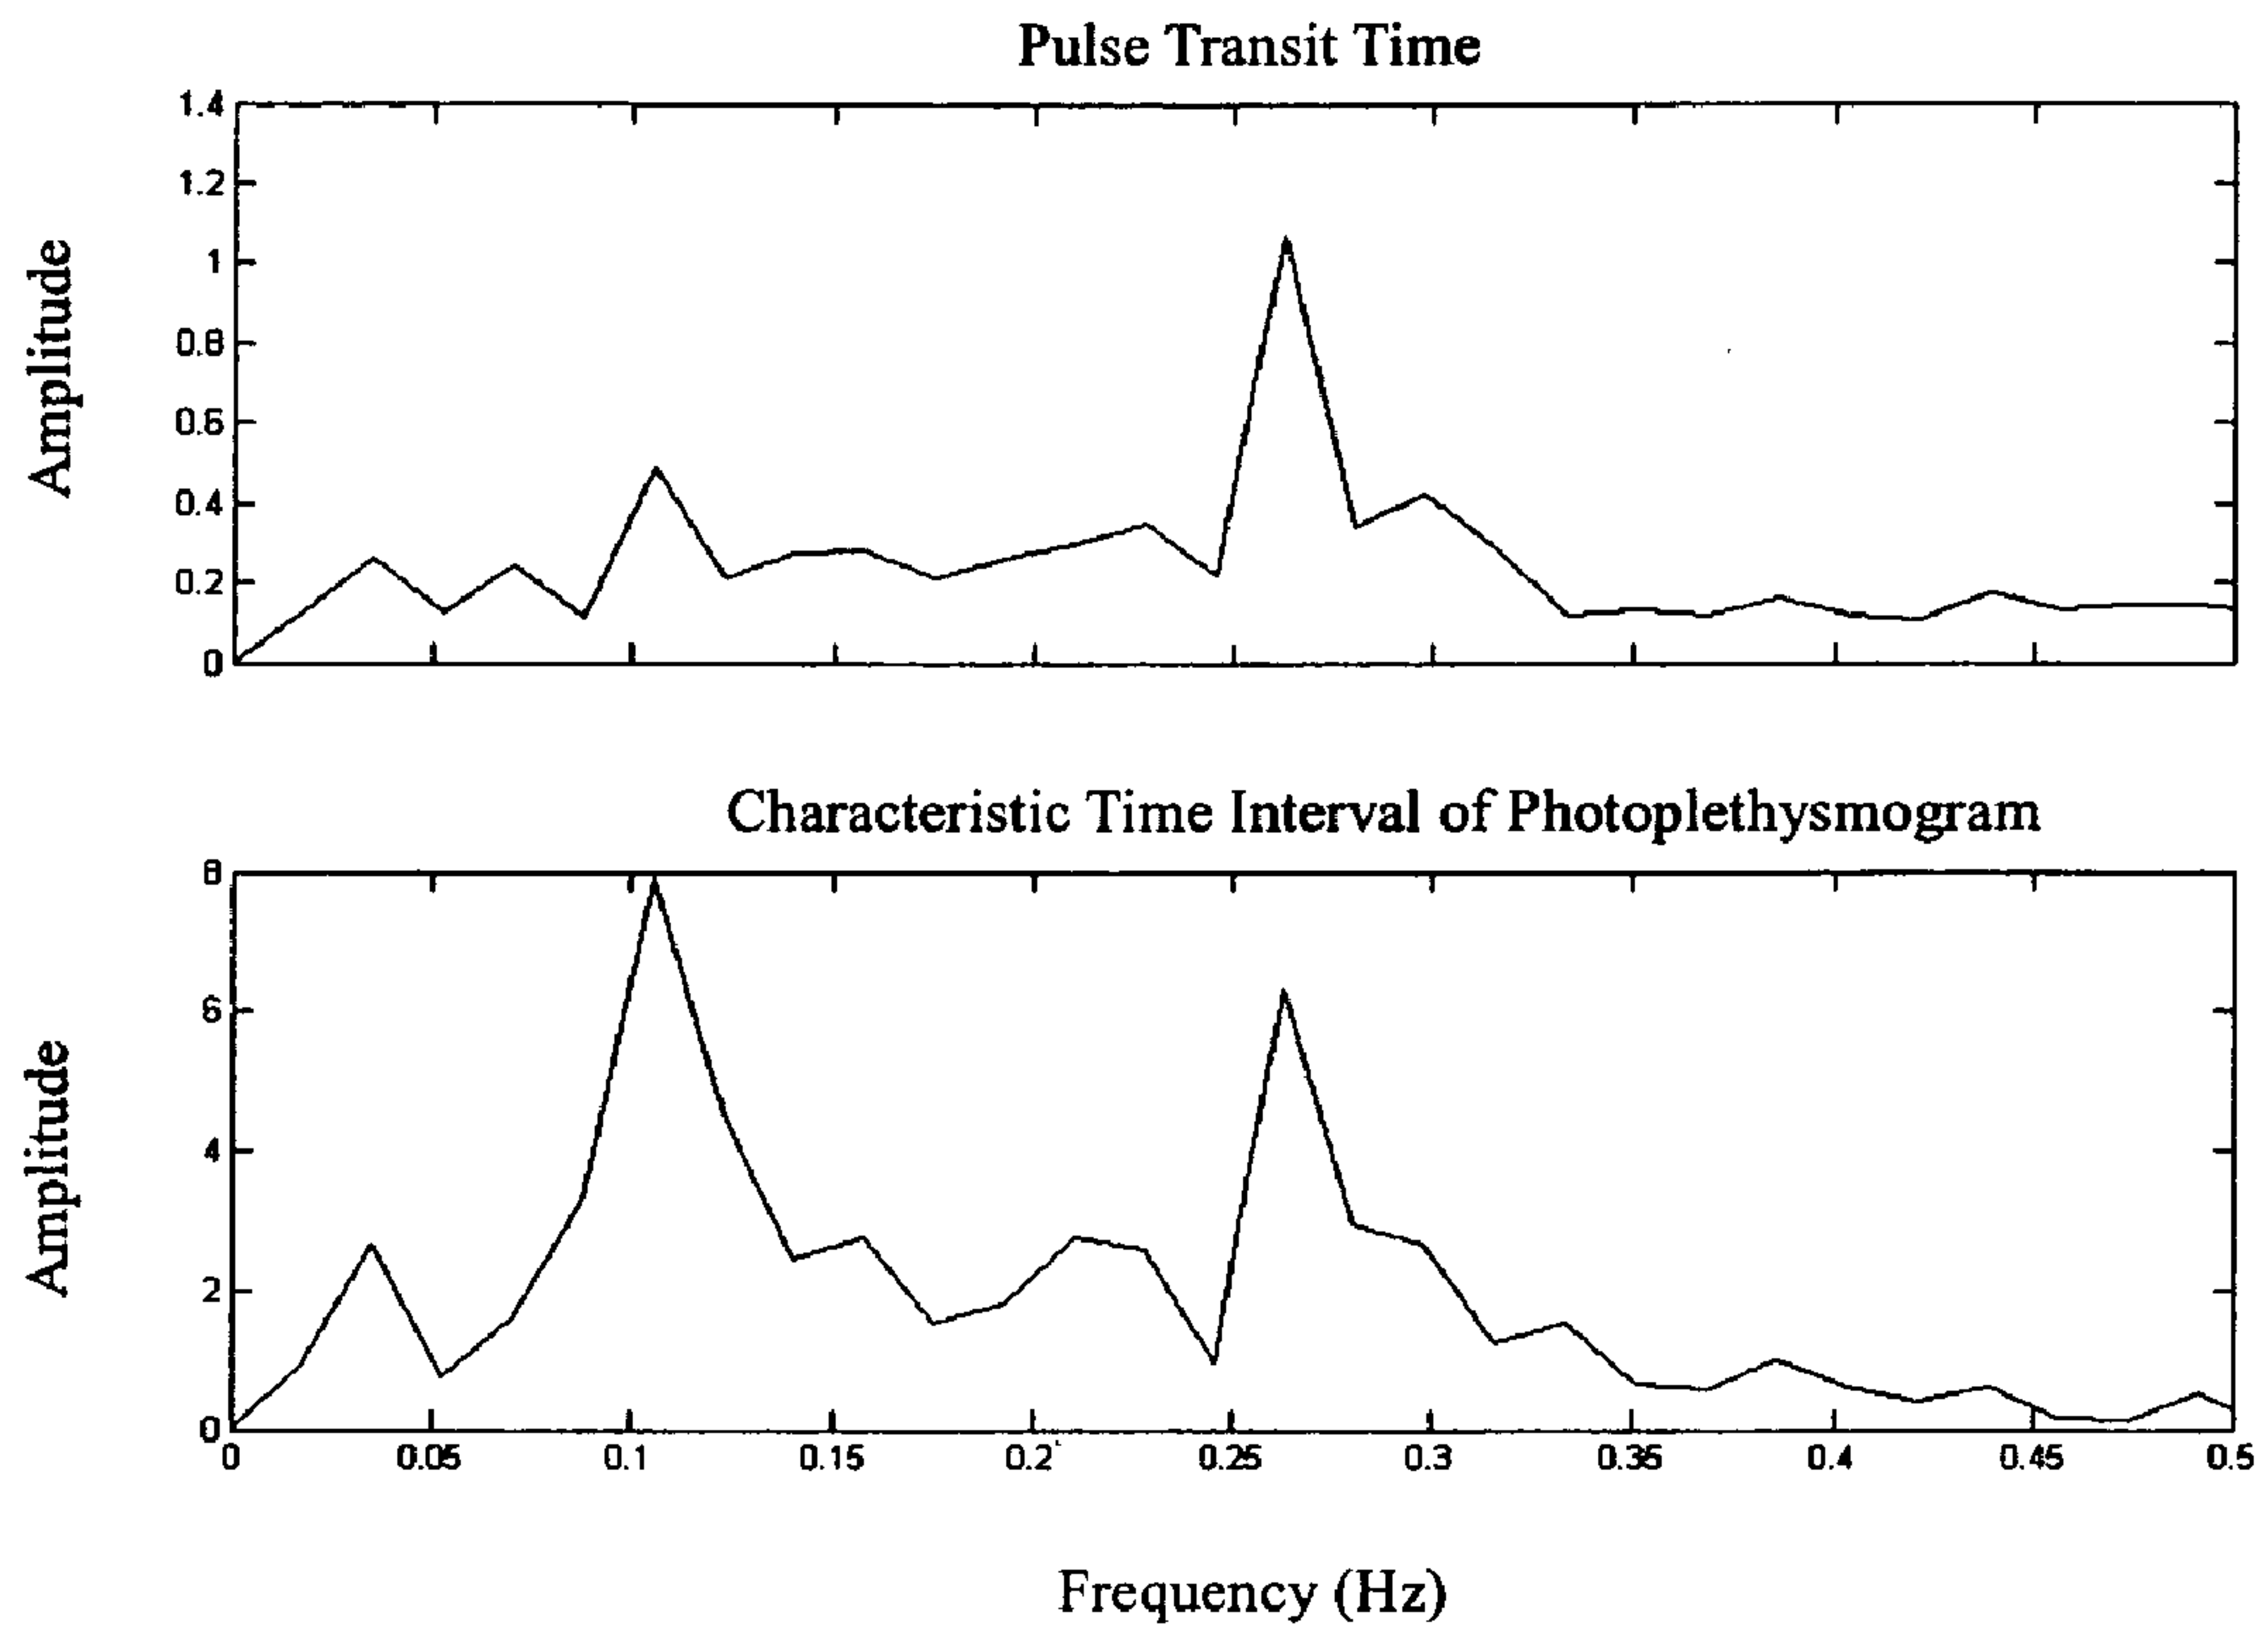 Pulse Transit Time
1.4
1.2
1
0.8
0.6
0.4
0.2
0
Amplitude
Characteristic Time Interval of Photoplethysmogram
8
6
4
2
0
Amplitude
0 0.05 0.1 0.15 0.2 0.25 0.3 0.35 0.4 0.45 0.5
Frequency (Hz)